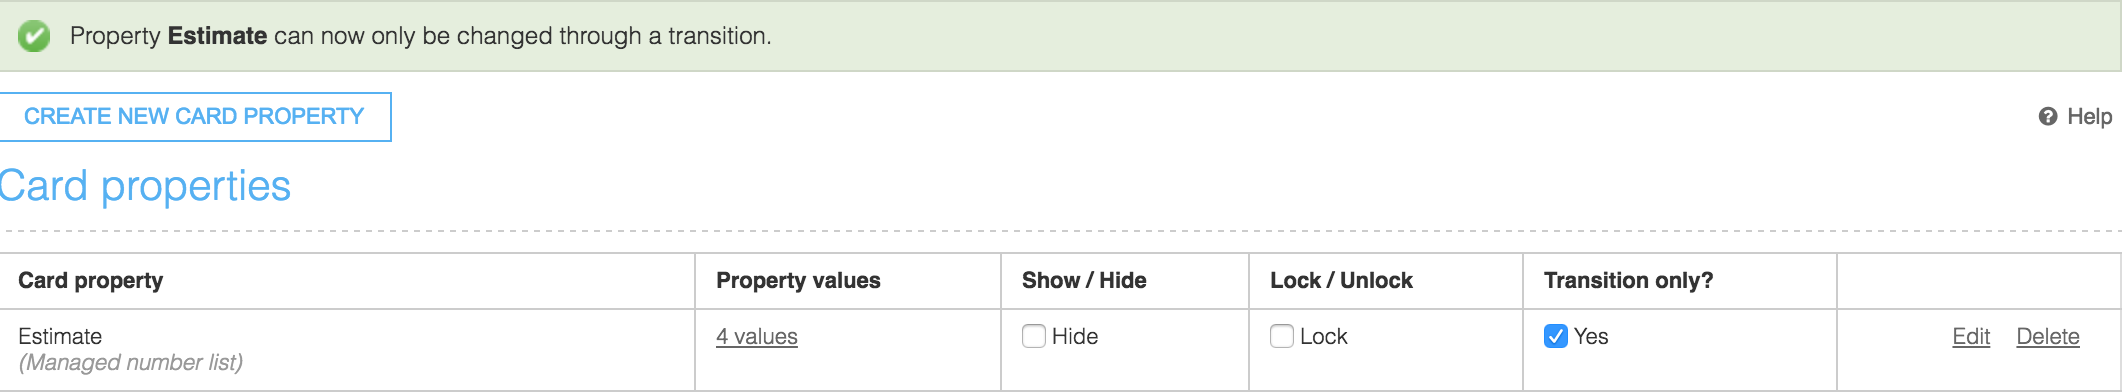 Property Estimate can now only be changed through a transition.
CREATE NEW CARD PROPERTY
Help
Card properties
Card property Property values Show / Hide Lock / Unlock Transition only?
Estimate 4 values Hide Lock Yes Edit Delete
(Managed number list)